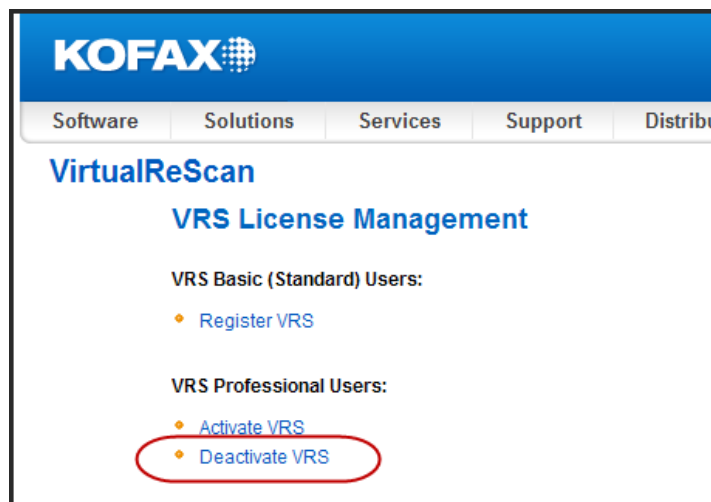 KOFAX
Software Solutions Services Support
VirtualReScan
VRS License Management
VRS Basic (Standard) Users:
Register VRS
VRS Professional Users:
Activate VRS
Deactivate VRS